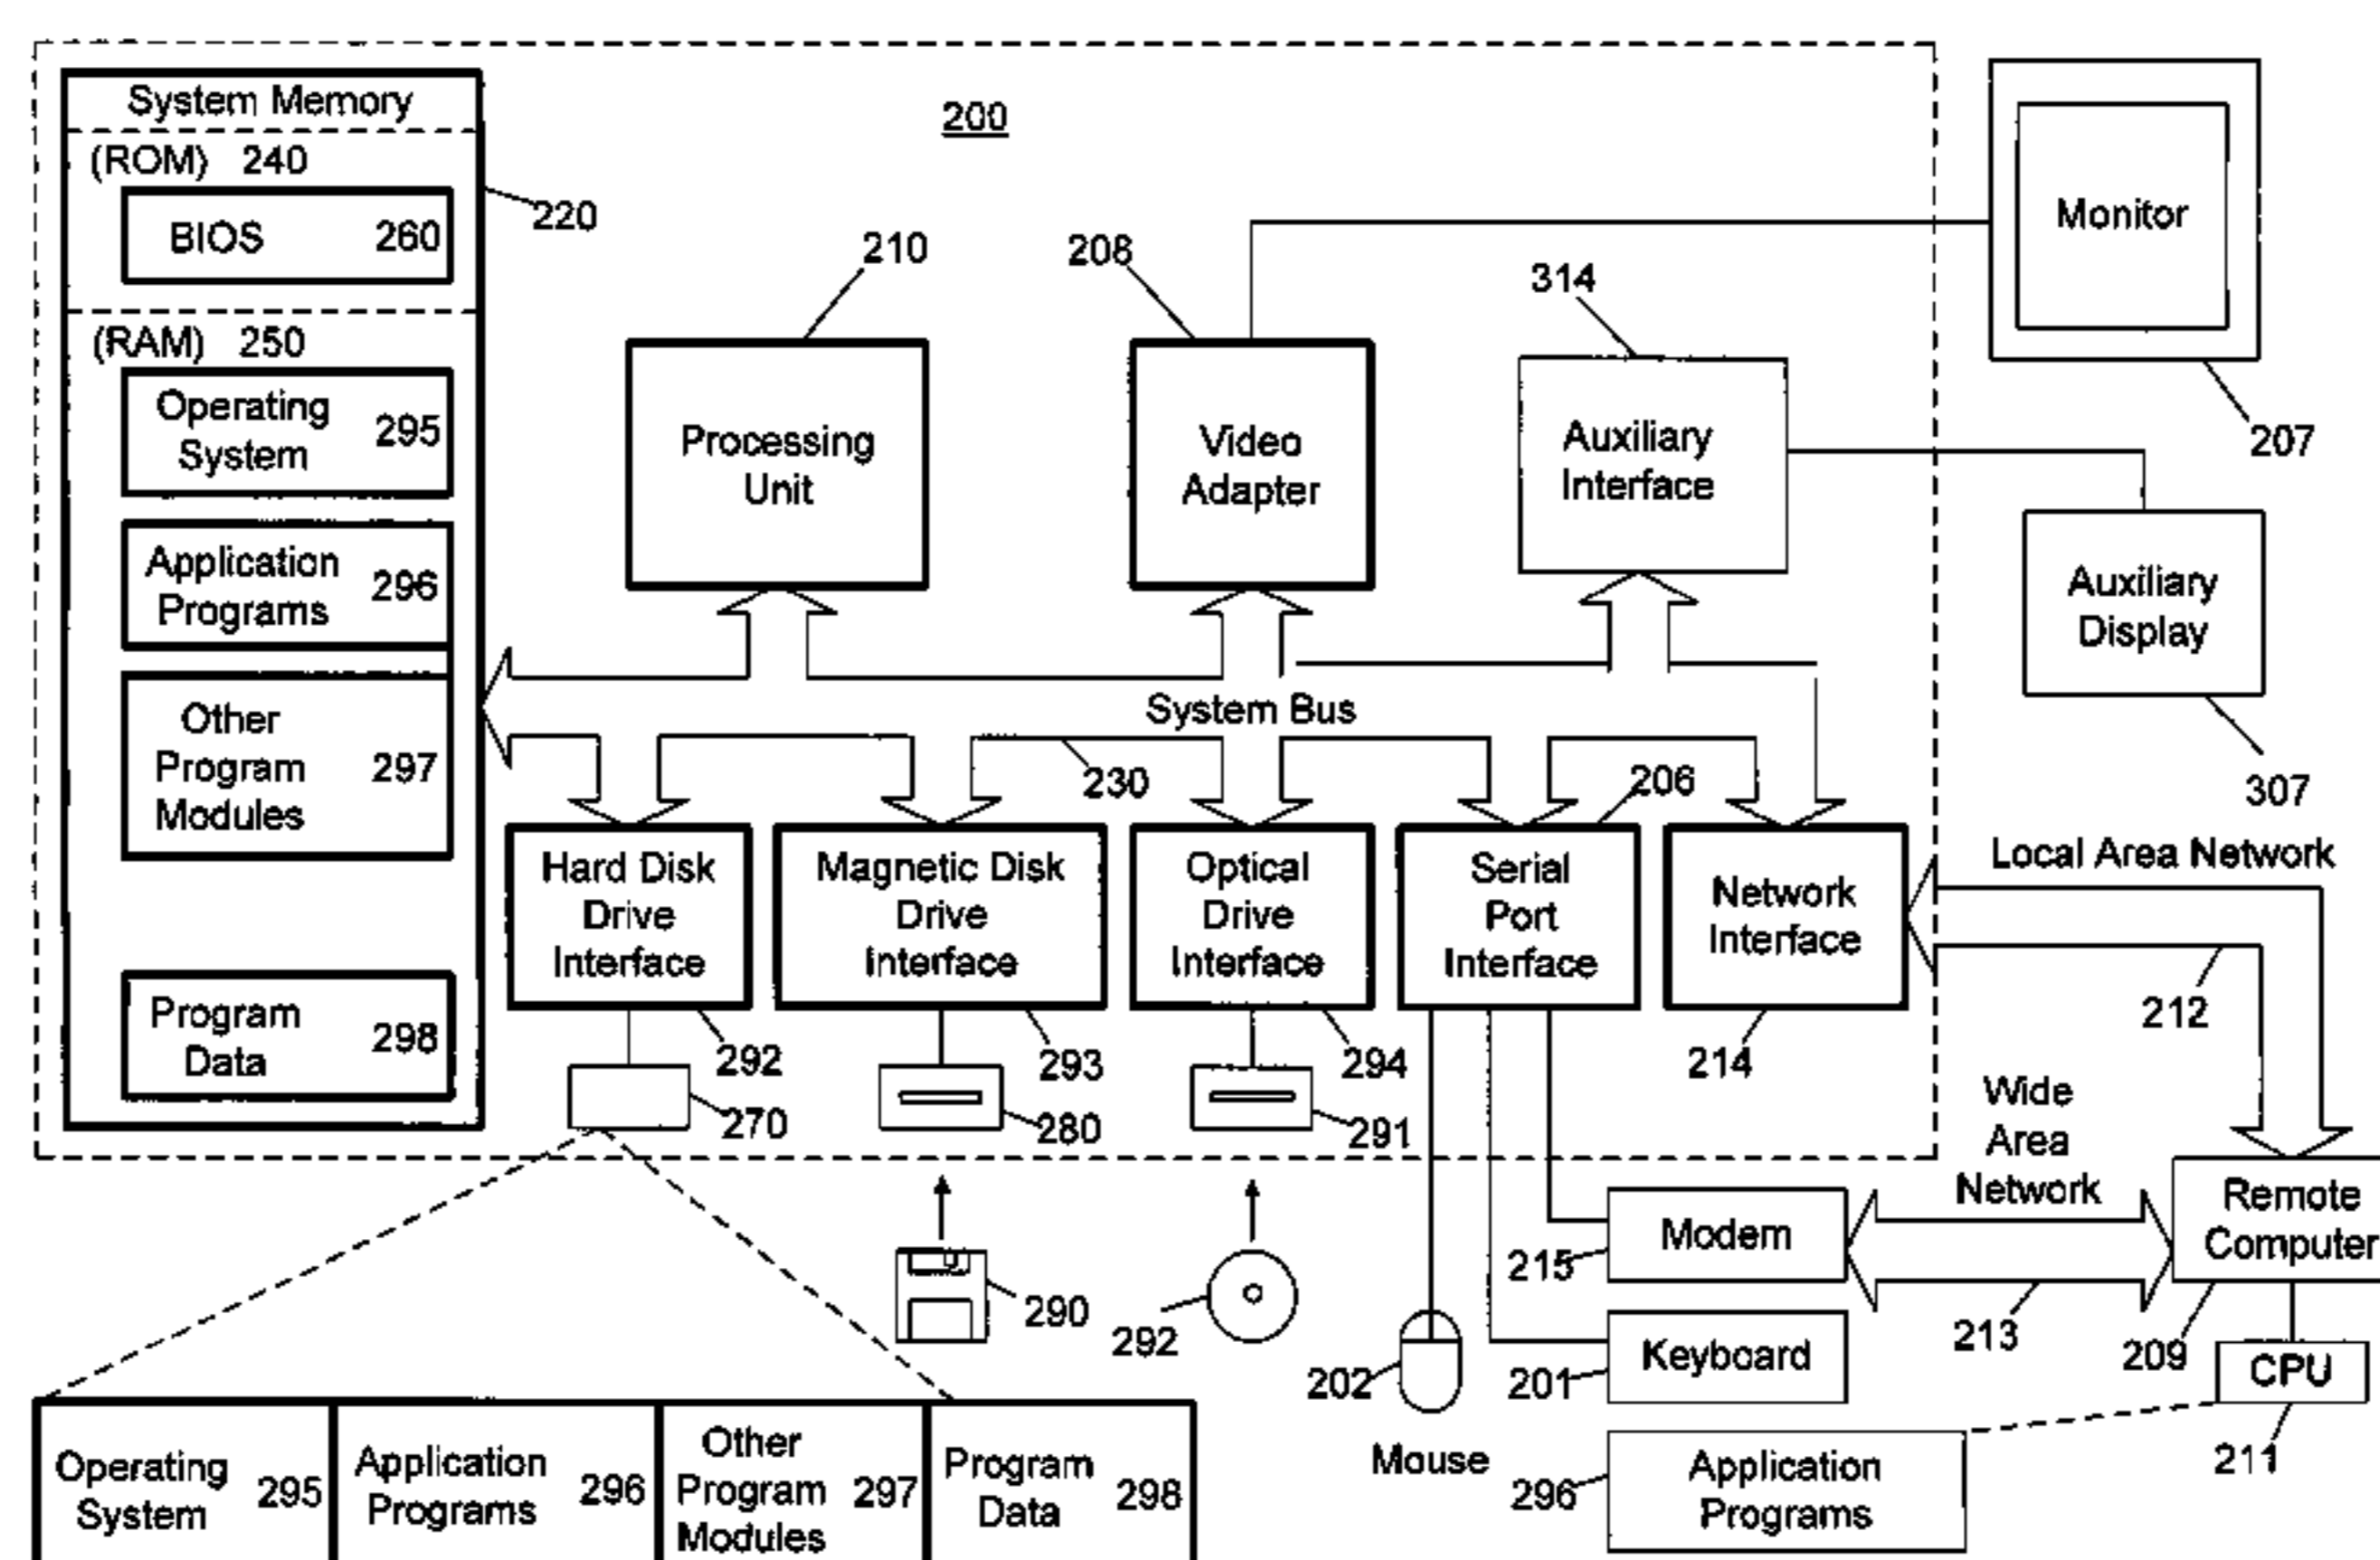 System Memory
(ROM) 240
BIOS 260
220
(RAM) 250
Operating
System
295
Application
Programs
296
Other
Program
Modules
297
Program
Data
298
200
210
Processing
Unit
208
Video
Adapter
314
Auxiliary
Interface
Monitor
207
Auxiliary
Display
307
System Bus
230
206
Hard Disk
Drive
Interface
292
Magnetic Disk
Drive
Interface
293
Optical
Drive
Interface
294
Serial
Port
Interface
Network
Interface
214
Local Area Network
212
270
280
291
Wide
Area
Network
Remote
Computer
209
213
Modem
215
Keyboard
201
202
Mouse
290
292
CPU
211
Application
Programs
296
Operating
System
295
Application
Programs
296
Other
Program
Modules
297
Program
Data
298